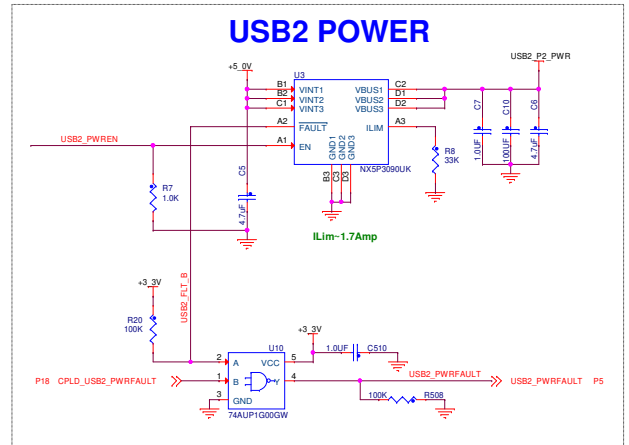 USB2 POWER
+5_0V
U3
USB2_P2_PWR
B1 VINT1 VBUS1 C2
B2 VINT2 VBUS2 D1
C1 VINT3 VBUS3 D2
A2 FAULT ILIM A3
USB2_PWREN
A1 EN
GND1 GND2 GND3
B3 C3 D3
NX5P3090UK
C7 1.0UF
C10 100UF
C6 4.7uF
R8
33K
R7
1.0K
C5
4.7uF
ILim~1.7Amp
+3_3V
USB2_FLT_B
R20
100K
+3_3V
U10
1.0UF C510
2 A VCC 5
USB2_PWRFAULT
P18 CPLD_USB2_PWRFAULT 1 B Y 4 USB2_PWRFAULT P5
3 GND
100K R508
74AUP1G00GW